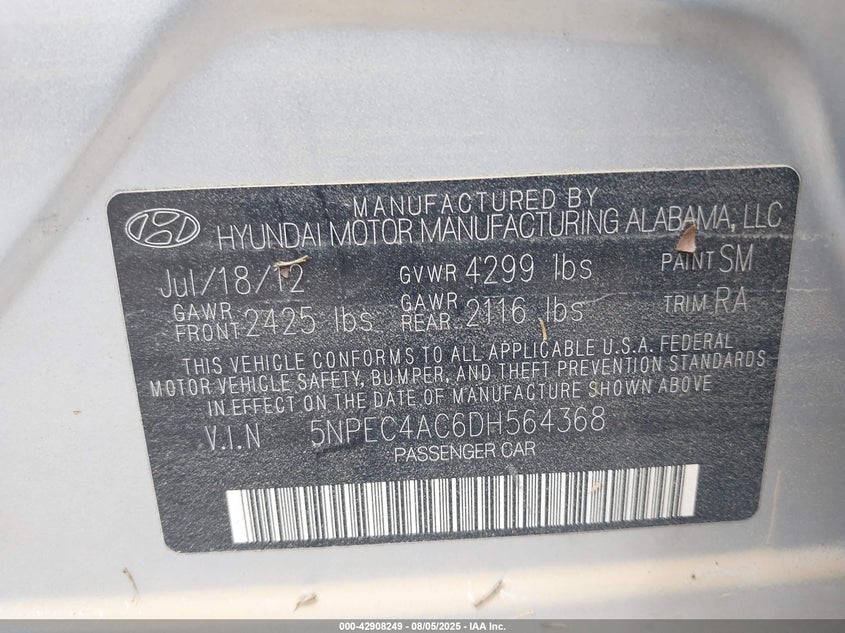 MANUFACTURED BY
HYUNDAI MOTOR MANUFACTURING ALABAMA, LLC
Jul/18/12 GVWR 4299 lbs PAINT SM
GAWR FRONT 2425 lbs GAWR REAR 2116 lbs TRIM RA
THIS VEHICLE CONFORMS TO ALL APPLICABLE U.S.A. FEDERAL
MOTOR VEHICLE SAFETY, BUMPER, AND THEFT PREVENTION STANDARDS
IN EFFECT ON THE DATE OF MANUFACTURE SHOWN ABOVE
V.I.N 5NPEC4AC6DH564368
PASSENGER CAR
000-42908249 - 08/05/2025 - IAA Inc.